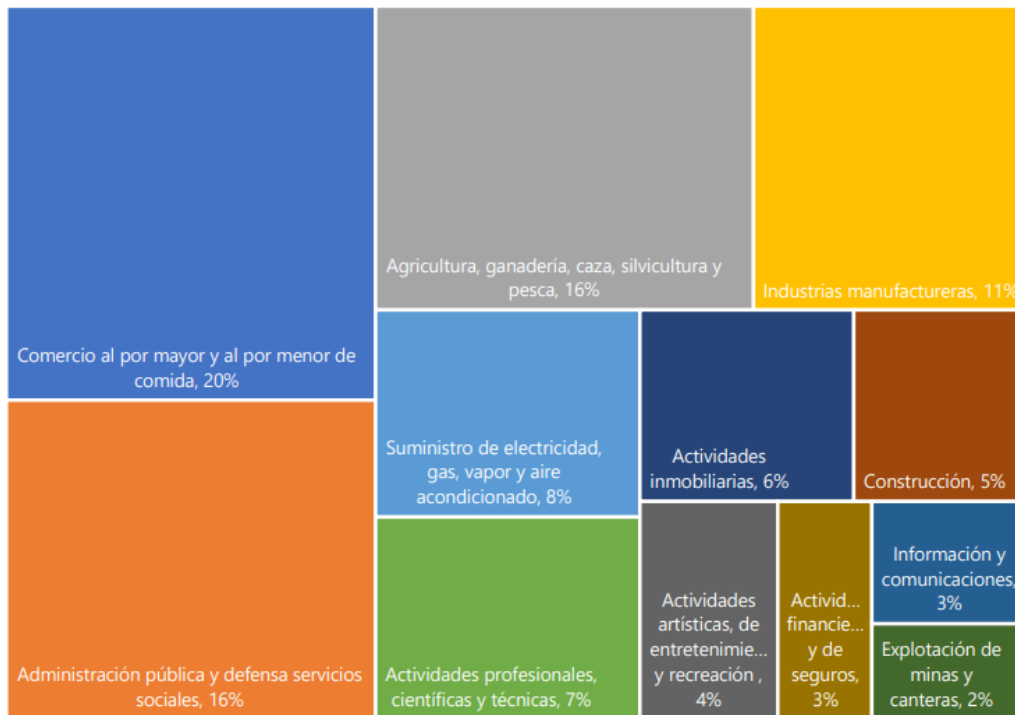 Comercio al por mayor y al por menor de
comida, 20%
Administración pública y defensa servicios
sociales, 16%
Agricultura, ganadería, caza, silvicultura y
pesca, 16%
Industrias manufactureras, 11%
Suministro de electricidad,
gas, vapor y aire
acondicionado, 8%
Actividades profesionales,
científicas y técnicas, 7%
Actividades
inmobiliarias, 6%
Construcción, 5%
Actividades
artísticas, de
entretenimie...
y recreación ,
4%
Activid...
financie...
y de
seguros,
3%
Información y
comunicaciones,
3%
Explotación de
minas y
canteras, 2%